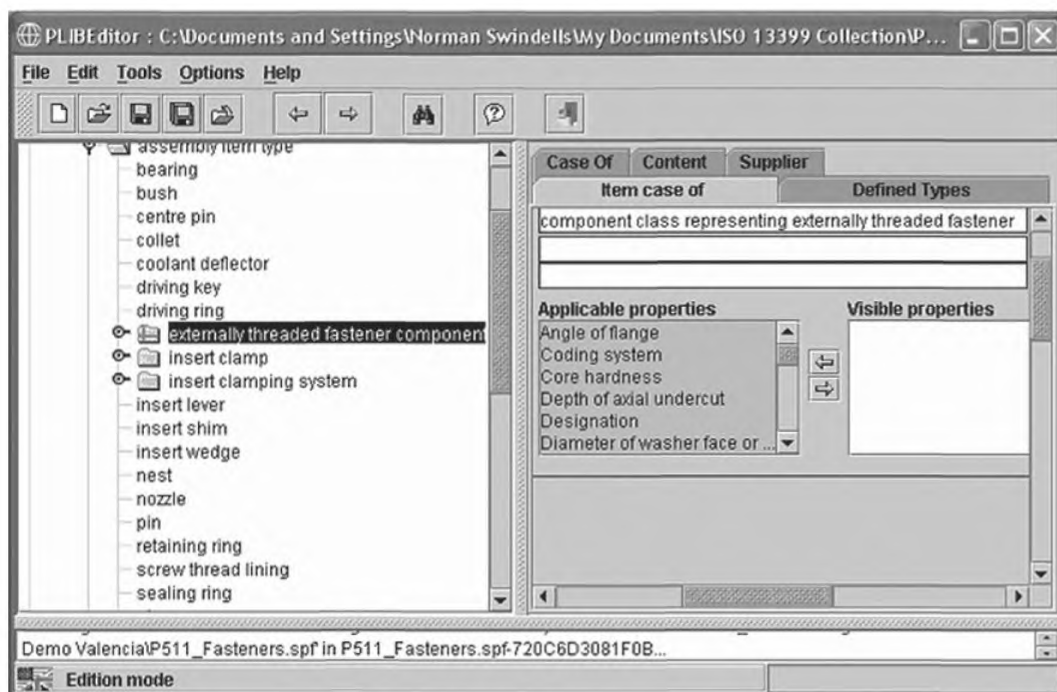 PLIBEditor : C:\Documents and Settings\Norman Swindells\My Documents\ISO 13399 Collection\P...
File Edit Tools Options Help
assembly item type
bearing
bush
centre pin
collet
coolant deflector
driving key
driving ring
externally threaded fastener component
insert clamp
insert clamping system
insert lever
insert shim
insert wedge
nest
nozzle
pin
retaining ring
screw thread lining
sealing ring
Case Of Content Supplier
Item case of Defined Types
component class representing externally threaded fastener
Applicable properties Visible properties
Angle of flange
Coding system
Core hardness
Depth of axial undercut
Designation
Diameter of washer face or ...
Demo Valencia\P511_Fasteners.spf' in P511_Fasteners.spf-720C6D3081F0B...
Edition mode